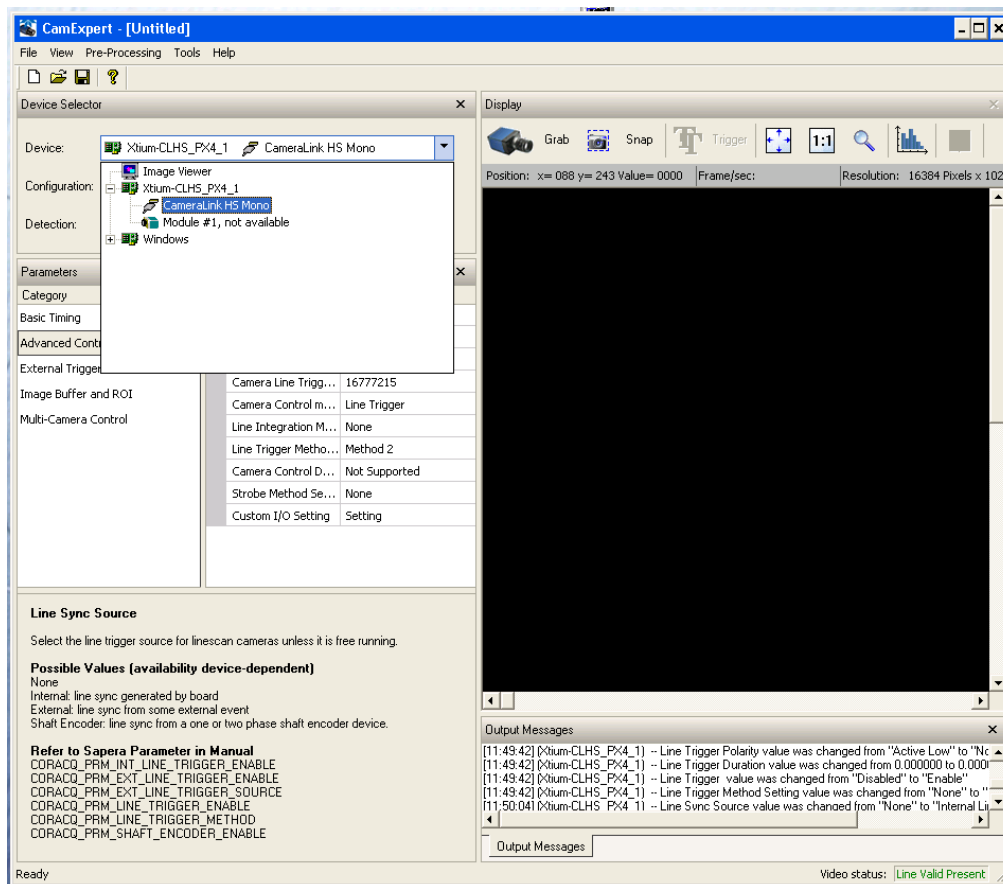 CamExpert - [Untitled]
File View Pre-Processing Tools Help
Device Selector
Device: Xtium-CLHS_PX4_1 CameraLink HS Mono
Configuration:
Detection:
Image Viewer
Xtium-CLHS_PX4_1
CameraLink HS Mono
Module #1, not available
Windows
Parameters
Category
Basic Timing
Advanced Cont
External Trigger
Image Buffer and ROI
Multi-Camera Control
Camera Line Trigg... 16777215
Camera Control m... Line Trigger
Line Integration M... None
Line Trigger Metho... Method 2
Camera Control D... Not Supported
Strobe Method Se... None
Custom I/O Setting Setting
Line Sync Source
Select the line trigger source for linescan cameras unless it is free running.
Possible Values (availability device-dependent)
None
Internal: line sync generated by board
External: line sync from some external event
Shaft Encoder: line sync from a one or two phase shaft encoder device.
Refer to Sapera Parameter in Manual
CORACQ_PRM_INT_LINE_TRIGGER_ENABLE
CORACQ_PRM_EXT_LINE_TRIGGER_ENABLE
CORACQ_PRM_EXT_LINE_TRIGGER_SOURCE
CORACQ_PRM_LINE_TRIGGER_ENABLE
CORACQ_PRM_LINE_TRIGGER_METHOD
CORACQ_PRM_SHAFT_ENCODER_ENABLE
Display
Grab Snap Trigger 1:1
Position: x= 088 y= 243 Value= 0000 Frame/sec: Resolution: 16384 Pixels x 102
Output Messages
[11:49:42] (Xtium-CLHS_PX4_1) -- Line Trigger Polarity value was changed from "Active Low" to "Nc
[11:49:42] (Xtium-CLHS_PX4_1) -- Line Trigger Duration value was changed from 0.000000 to 0.000
[11:49:42] (Xtium-CLHS_PX4_1) -- Line Trigger value was changed from "Disabled" to "Enable"
[11:49:42] (Xtium-CLHS_PX4_1) -- Line Trigger Method Setting value was changed from "None" to "
[11:50:04] (Xtium-CLHS_PX4_1) -- Line Sync Source value was changed from "None" to "Internal Li
Output Messages
Ready
Video status: Line Valid Present